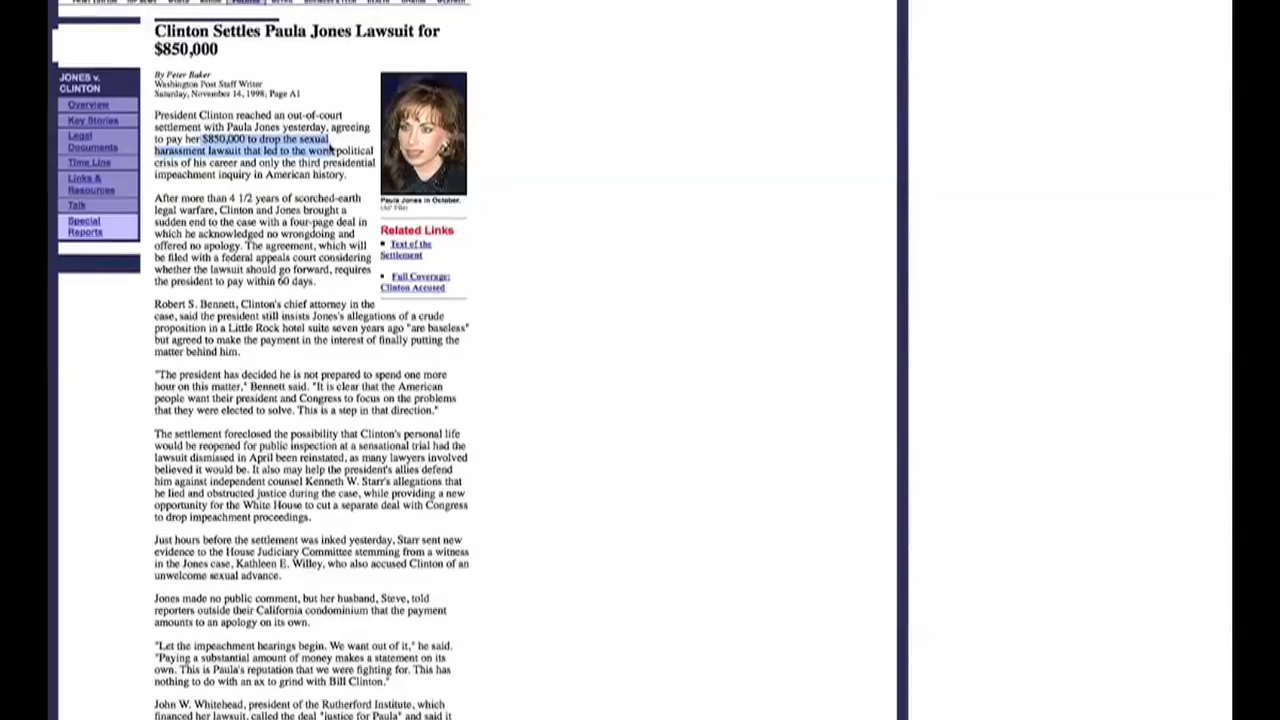 Clinton Settles Paula Jones Lawsuit for
$850,000
By Peter Baker
Washington Post Staff Writer
Saturday, November 14, 1998; Page A1
JONES v.
CLINTON
Overview
Key Stories
Legal
Documents
Time Line
Links &
Resources
Talk
Special
Reports
President Clinton reached an out-of-court
settlement with Paula Jones yesterday, agreeing
to pay her $850,000 to drop the sexual
harassment lawsuit that led to the worst political
crisis of his career and only the third presidential
impeachment inquiry in American history.
After more than 4 1/2 years of scorched-earth
legal warfare, Clinton and Jones brought a
sudden end to the case with a four-page deal in
which he acknowledged no wrongdoing and
offered no apology. The agreement, which will
be filed with a federal appeals court considering
whether the lawsuit should go forward, requires
the president to pay within 60 days.
Paula Jones in October.
(AP File)
Related Links
Text of the
Settlement
Full Coverage:
Clinton Accused
Robert S. Bennett, Clinton's chief attorney in the
case, said the president still insists Jones's allegations of a crude
proposition in a Little Rock hotel suite seven years ago "are baseless"
but agreed to make the payment in the interest of finally putting the
matter behind him.
"The president has decided he is not prepared to spend one more
hour on this matter," Bennett said. "It is clear that the American
people want their president and Congress to focus on the problems
that they were elected to solve. This is a step in that direction."
The settlement foreclosed the possibility that Clinton's personal life
would be reopened for public inspection at a sensational trial had the
lawsuit dismissed in April been reinstated, as many lawyers involved
believed it would be. It also may help the president's allies defend
him against independent counsel Kenneth W. Starr's allegations that
he lied and obstructed justice during the case, while providing a new
opportunity for the White House to cut a separate deal with Congress
to drop impeachment proceedings.
Just hours before the settlement was inked yesterday, Starr sent new
evidence to the House Judiciary Committee stemming from a witness
in the Jones case, Kathleen E. Willey, who also accused Clinton of an
unwelcome sexual advance.
Jones made no public comment, but her husband, Steve, told
reporters outside their California condominium that the payment
amounts to an apology on its own.
"Let the impeachment hearings begin. We want out of it," he said.
"Paying a substantial amount of money makes a statement on its
own. This is Paula's reputation that we were fighting for. This has
nothing to do with an ax to grind with Bill Clinton."
John W. Whitehead, president of the Rutherford Institute, which
financed her lawsuit, called the deal "justice for Paula" and said it